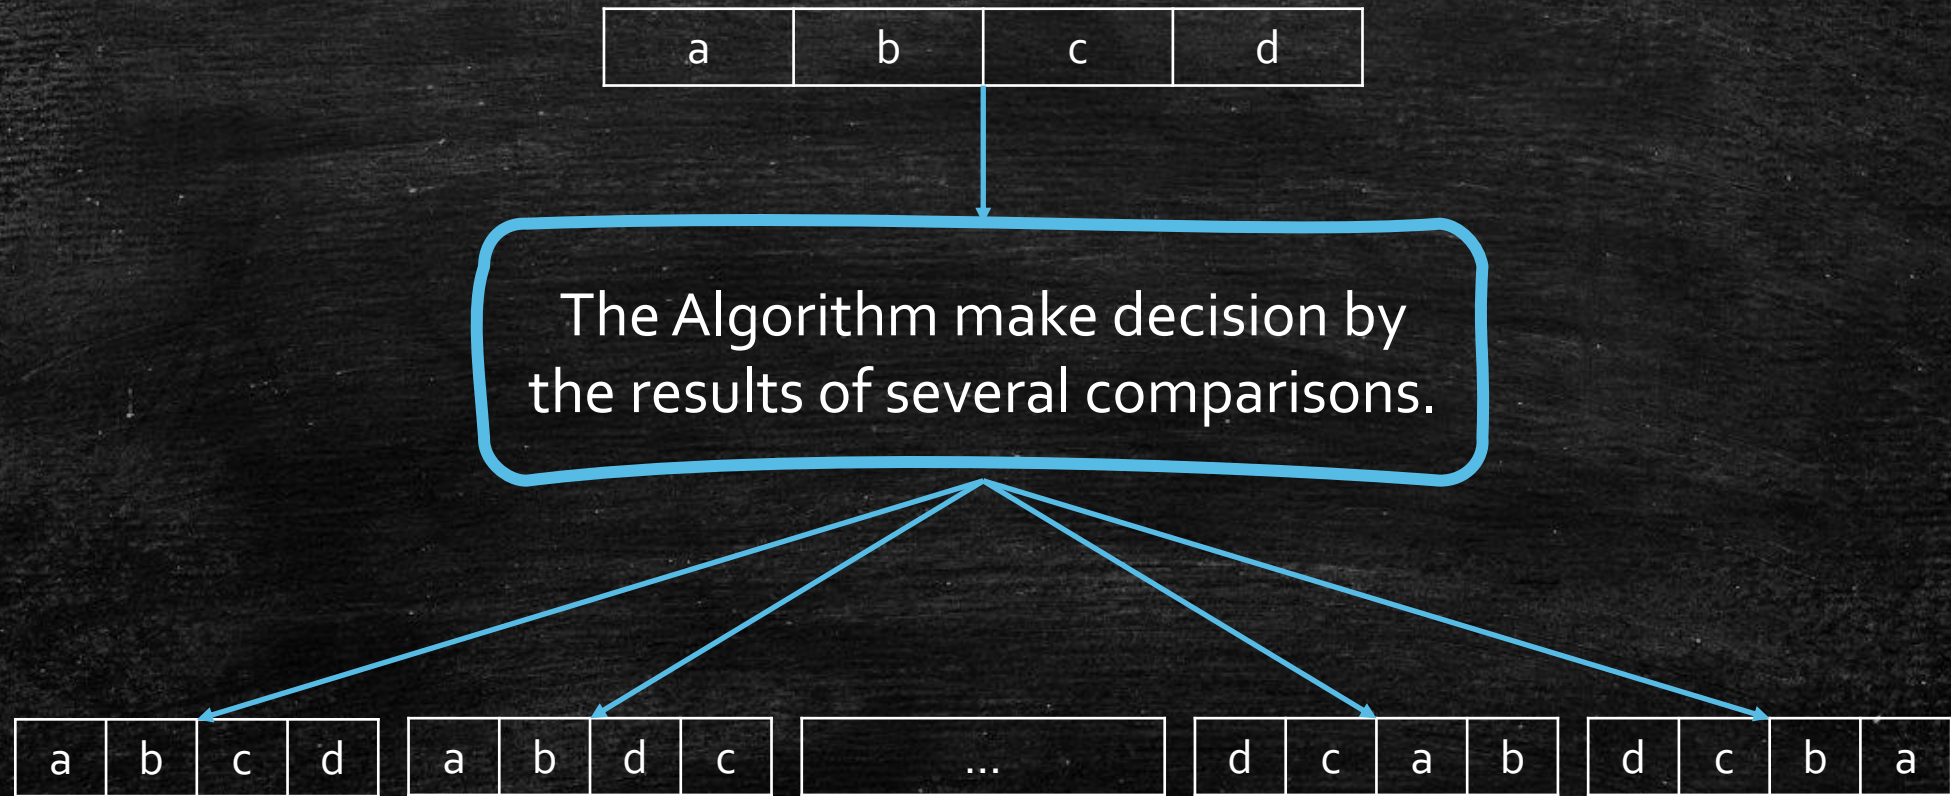 a b c d
The Algorithm make decision by
the results of several comparisons.
a b c d a b d c ... d c a b d c b a